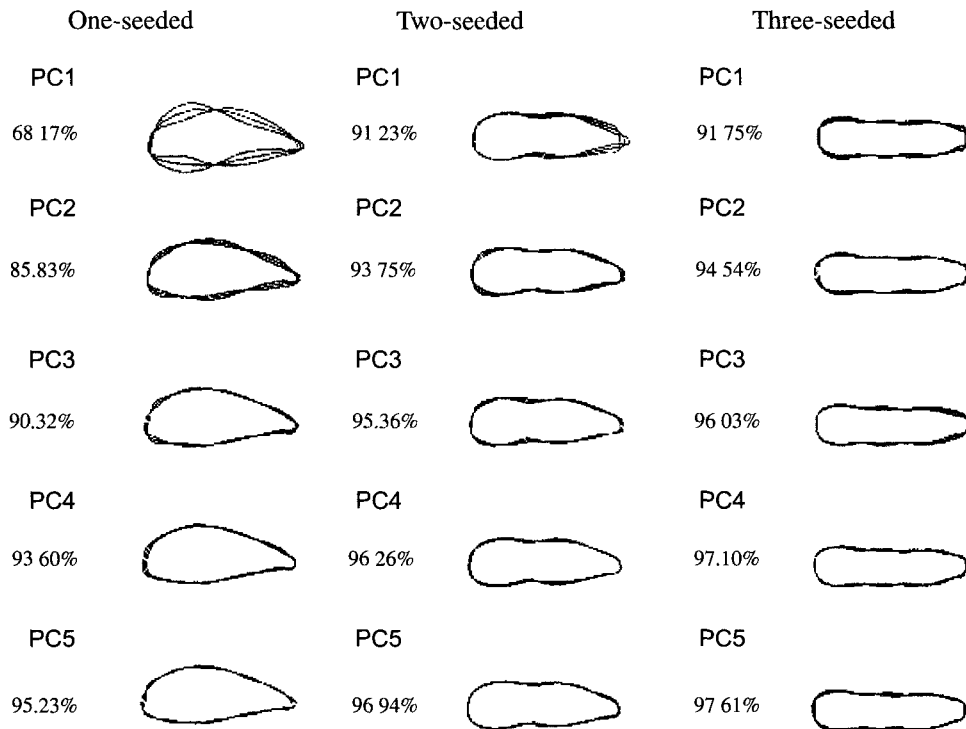 One-seeded Two-seeded Three-seeded
PC1 PC1 PC1
68 17% 91 23% 91 75%
PC2 PC2 PC2
85.83% 93 75% 94 54%
PC3 PC3 PC3
90.32% 95.36% 96 03%
PC4 PC4 PC4
93 60% 96 26% 97.10%
PC5 PC5 PC5
95.23% 96 94% 97 61%